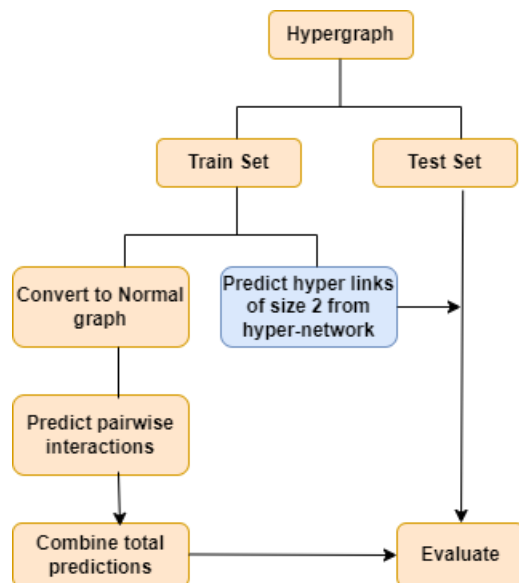 Hypergraph
Train Set
Test Set
Convert to Normal
graph
Predict hyper links
of size 2 from
hyper-network
Predict pairwise
interactions
Combine total
predictions
Evaluate